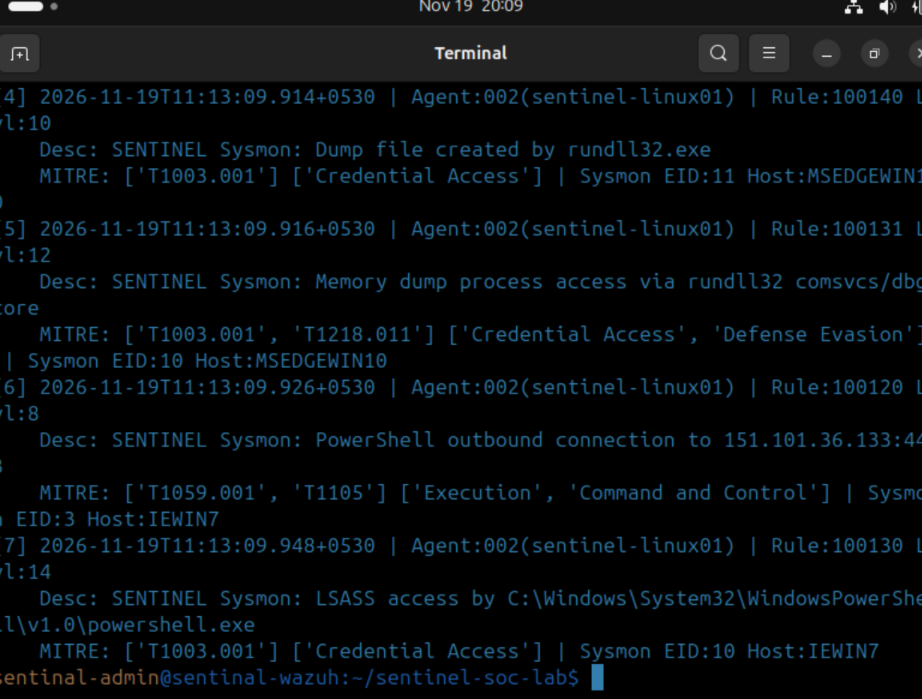 Nov 19 20:09
Terminal
[4] 2026-11-19T11:13:09.914+0530 | Agent:002(sentinel-linux01) | Rule:100140 L
vl:10
Desc: SENTINEL Sysmon: Dump file created by rundll32.exe
MITRE: ['T1003.001'] ['Credential Access'] | Sysmon EID:11 Host:MSEDGEWIN1
0
[5] 2026-11-19T11:13:09.916+0530 | Agent:002(sentinel-linux01) | Rule:100131 L
vl:12
Desc: SENTINEL Sysmon: Memory dump process access via rundll32 comsvcs/dbg
core
MITRE: ['T1003.001', 'T1218.011'] ['Credential Access', 'Defense Evasion']
| Sysmon EID:10 Host:MSEDGEWIN10
[6] 2026-11-19T11:13:09.926+0530 | Agent:002(sentinel-linux01) | Rule:100120 L
vl:8
Desc: SENTINEL Sysmon: PowerShell outbound connection to 151.101.36.133:44
3
MITRE: ['T1059.001', 'T1105'] ['Execution', 'Command and Control'] | Sysmo
n EID:3 Host:IEWIN7
[7] 2026-11-19T11:13:09.948+0530 | Agent:002(sentinel-linux01) | Rule:100130 L
vl:14
Desc: SENTINEL Sysmon: LSASS access by C:\Windows\System32\WindowsPowerShe
ll\v1.0\powershell.exe
MITRE: ['T1003.001'] ['Credential Access'] | Sysmon EID:10 Host:IEWIN7
sentinal-admin@sentinal-wazuh:~/sentinel-soc-lab$